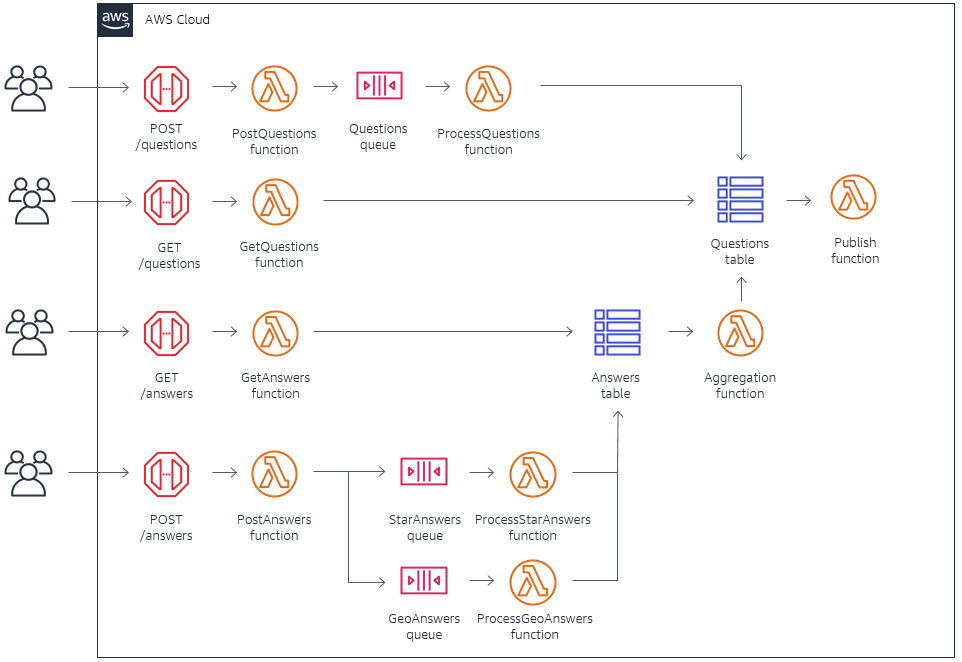 aws
AWS Cloud
POST
/questions
PostQuestions
function
Questions
queue
ProcessQuestions
function
GET
/questions
GetQuestions
function
Questions
table
Publish
function
GET
/answers
GetAnswers
function
Answers
table
Aggregation
function
POST
/answers
PostAnswers
function
StarAnswers
queue
ProcessStarAnswers
function
GeoAnswers
queue
ProcessGeoAnswers
function